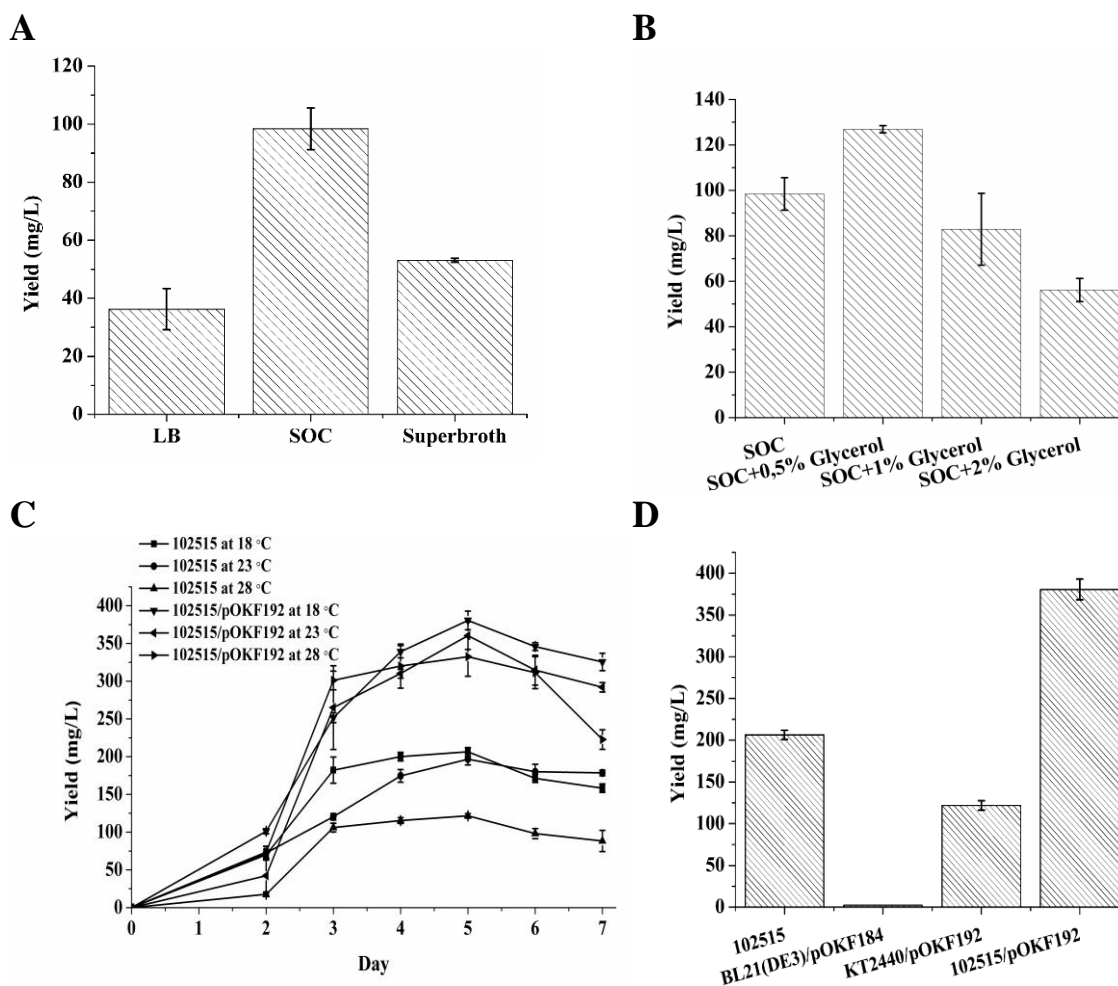 A
120
100
80
60
40
20
0
Yield (mg/L)
LB SOC Superbroth
B
140
120
100
80
60
40
20
0
Yield (mg/L)
SOC
SOC+0,5% Glycerol
SOC+1% Glycerol
SOC+2% Glycerol
C
102515 at 18 °C
102515 at 23 °C
102515 at 28 °C
102515/pOKF192 at 18 °C
102515/pOKF192 at 23 °C
102515/pOKF192 at 28 °C
400
350
300
250
200
150
100
50
0
Yield (mg/L)
0 1 2 3 4 5 6 7
Day
D
400
350
300
250
200
150
100
50
0
Yield (mg/L)
102515
BL21(DE3)/pOKF184
KT2440/pOKF192
102515/pOKF192